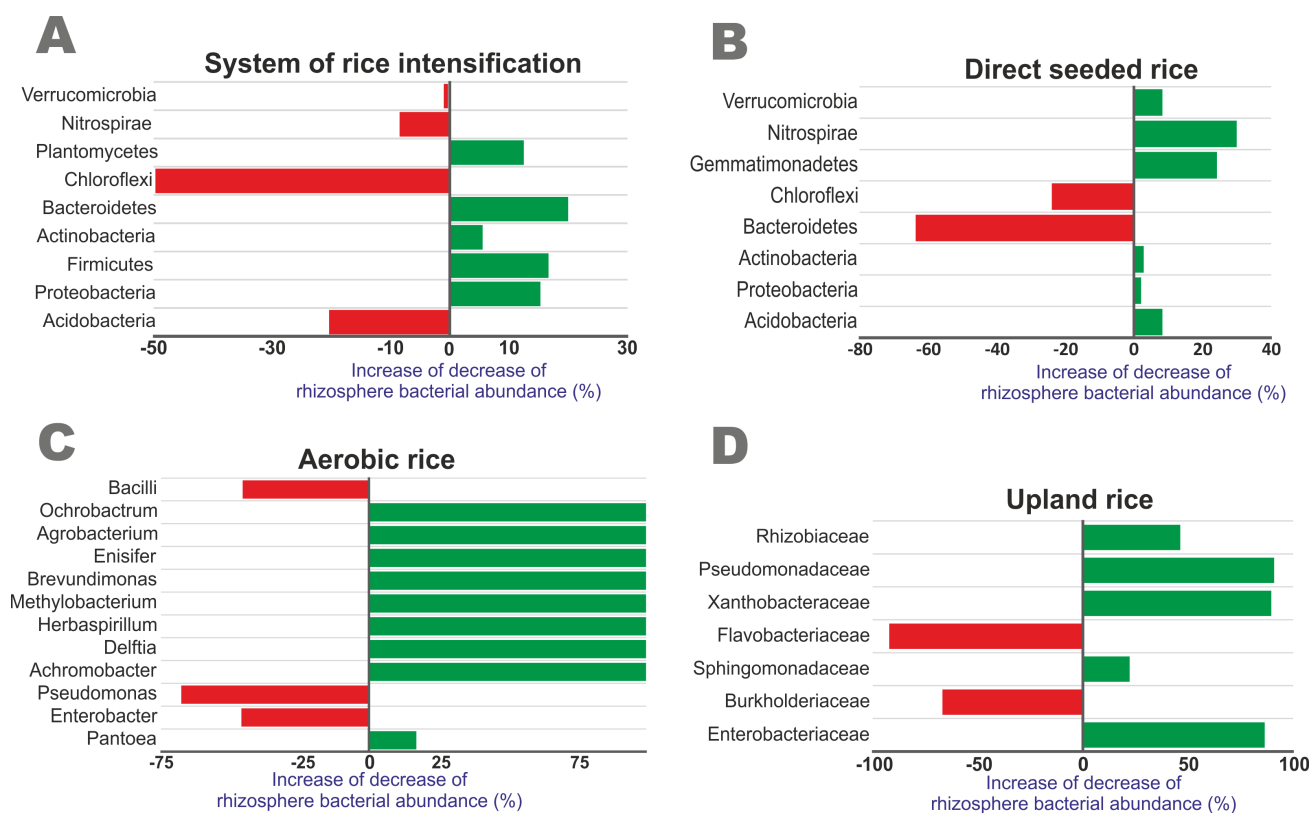 A
System of rice intensification
Verrucomicrobia
Nitrospirae
Plantomycetes
Chloroflexi
Bacteroidetes
Actinobacteria
Firmicutes
Proteobacteria
Acidobacteria
-50 -30 -10 0 10 30
Increase of decrease of
rhizosphere bacterial abundance (%)
B
Direct seeded rice
Verrucomicrobia
Nitrospirae
Gemmatimonadetes
Chloroflexi
Bacteroidetes
Actinobacteria
Proteobacteria
Acidobacteria
-80 -60 -40 -20 0 20 40
Increase of decrease of
rhizosphere bacterial abundance (%)
C
Aerobic rice
Bacilli
Ochrobactrum
Agrobacterium
Enisifer
Brevundimonas
Methylobacterium
Herbaspirillum
Delftia
Achromobacter
Pseudomonas
Enterobacter
Pantoea
-75 -25 0 25 75
Increase of decrease of
rhizosphere bacterial abundance (%)
D
Upland rice
Rhizobiaceae
Pseudomonadaceae
Xanthobacteraceae
Flavobacteriaceae
Sphingomonadaceae
Burkholderiaceae
Enterobacteriaceae
-100 -50 0 50 100
Increase of decrease of
rhizosphere bacterial abundance (%)